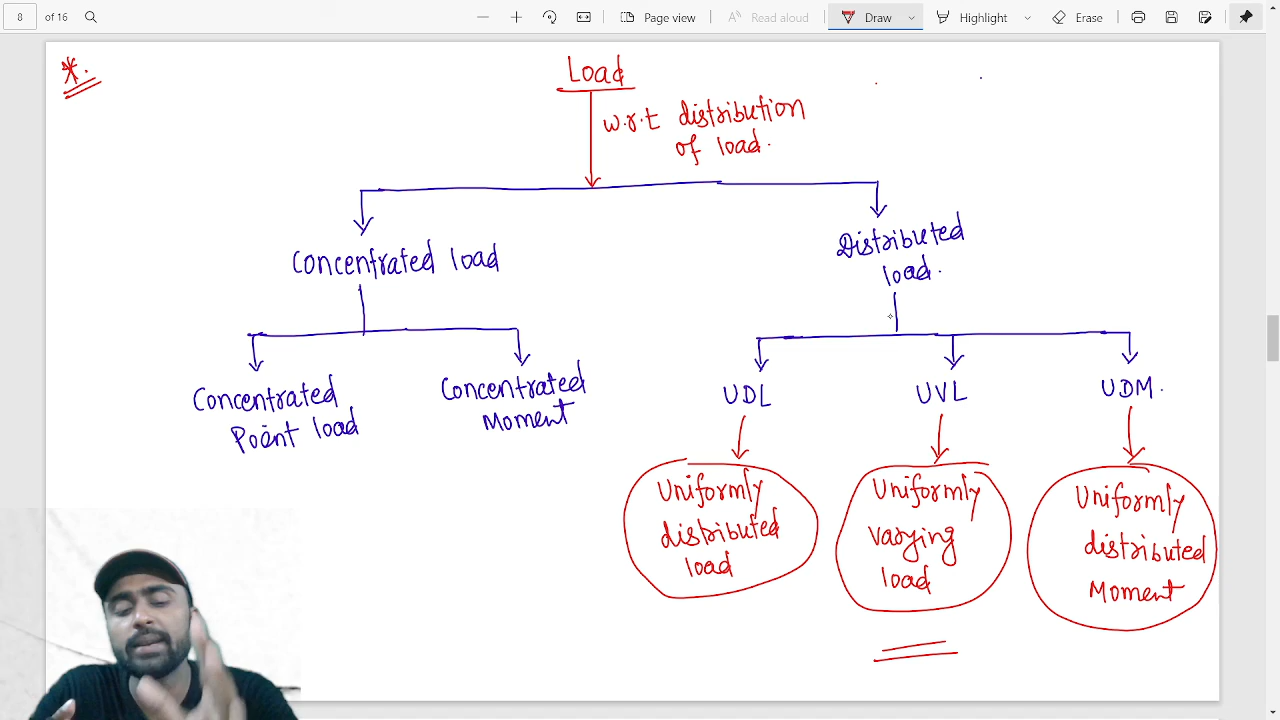 8 of 16
Page view
Read aloud
Draw
Highlight
Erase
*.
Load
w.r.t distribution
of load.
Concentrated load
Distributed
load.
Concentrated
Point load
Concentrated
Moment
UDL
UVL
UDM.
Uniformly
distributed
load
Uniformly
varying
load
Uniformly
distributed
Moment